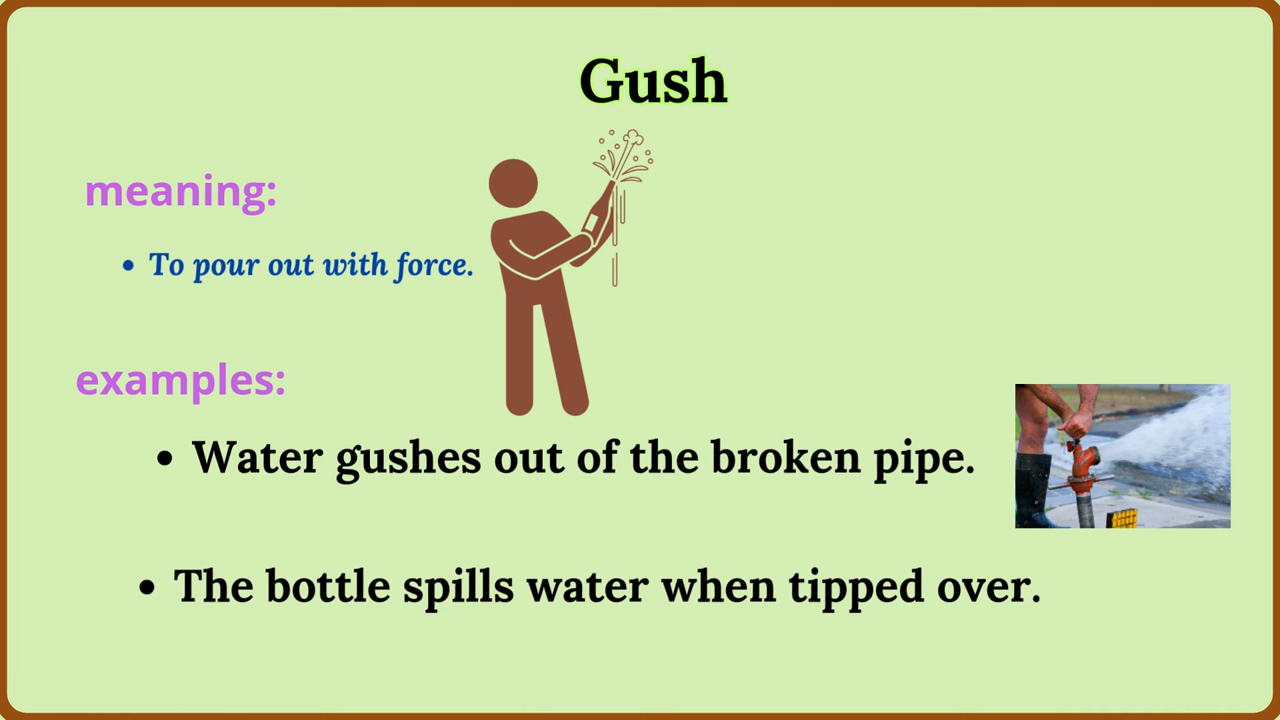 Gush
meaning:
• To pour out with force.
examples:
• Water gushes out of the broken pipe.
• The bottle spills water when tipped over.